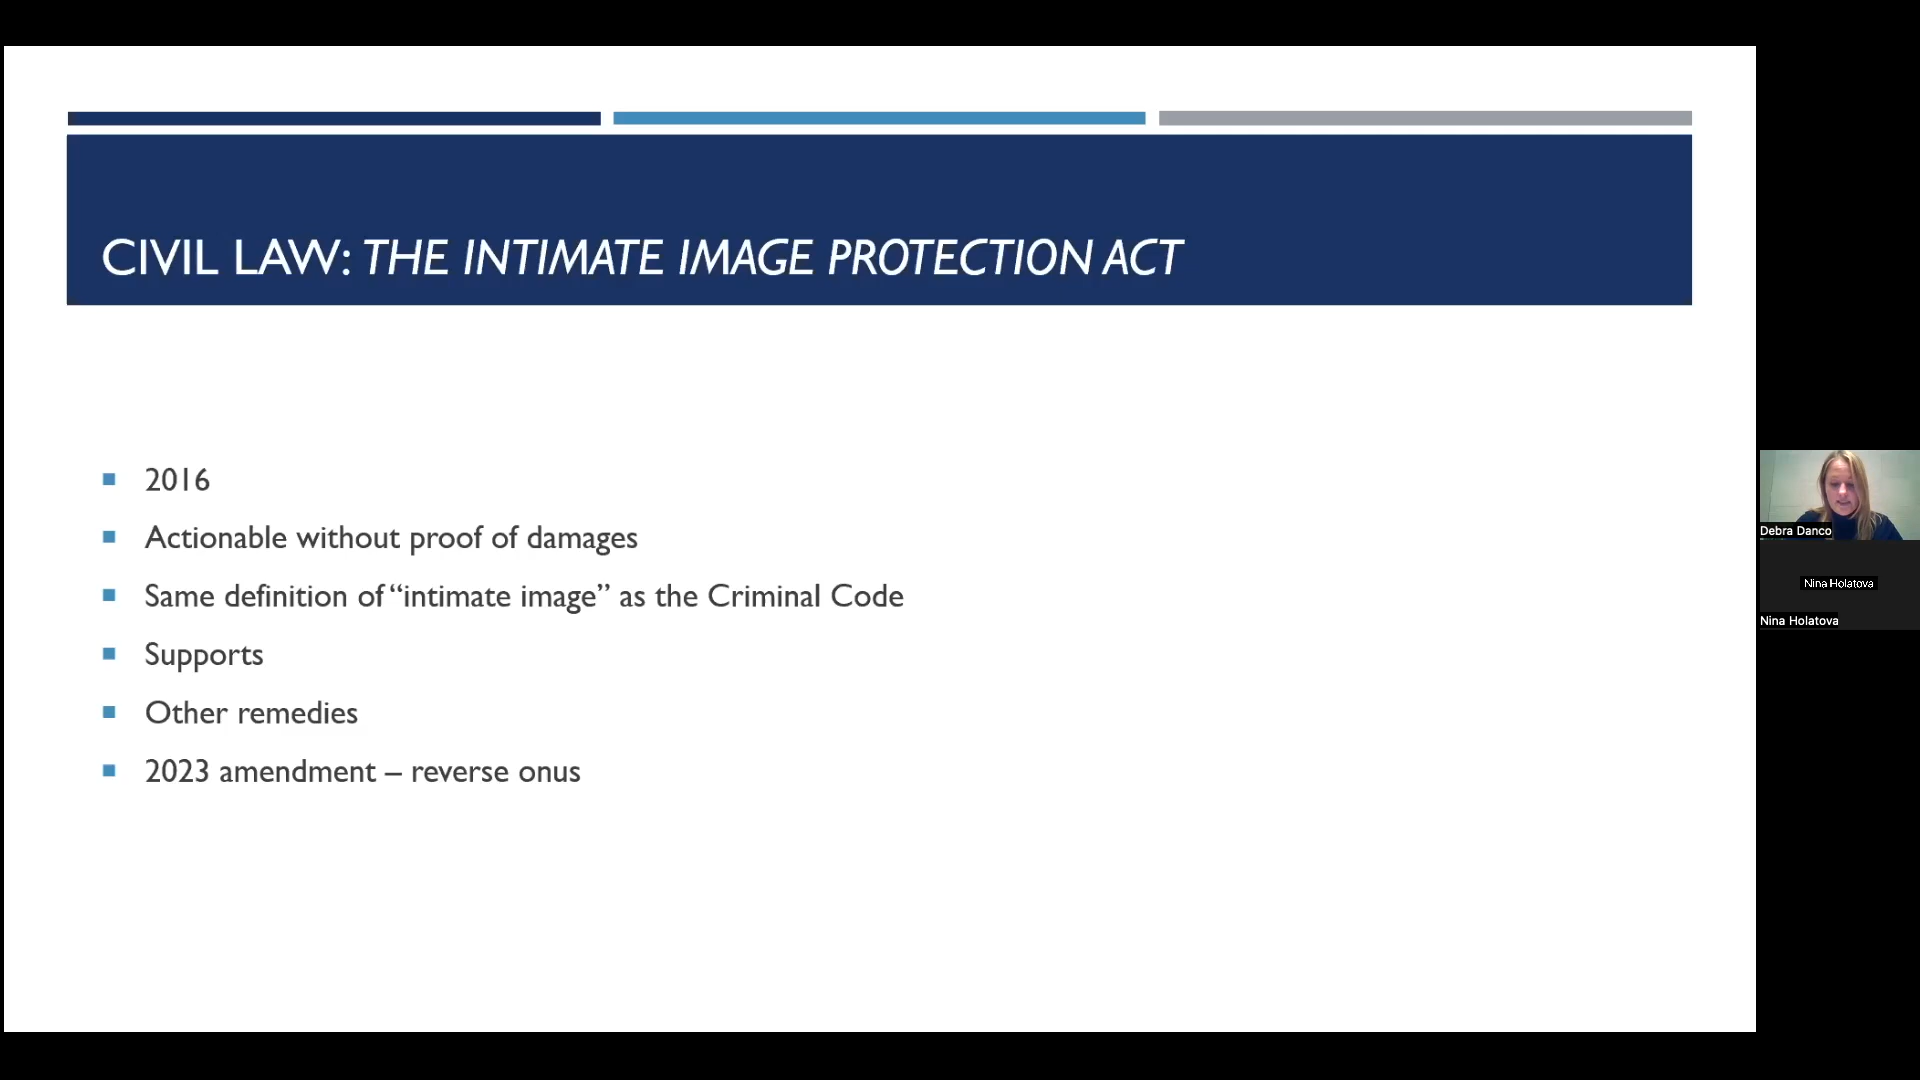 CIVIL LAW: THE INTIMATE IMAGE PROTECTION ACT
2016
Actionable without proof of damages
Same definition of “intimate image” as the Criminal Code
Supports
Other remedies
2023 amendment – reverse onus
Debra Danco
Nina Holatova
Nina Holatova